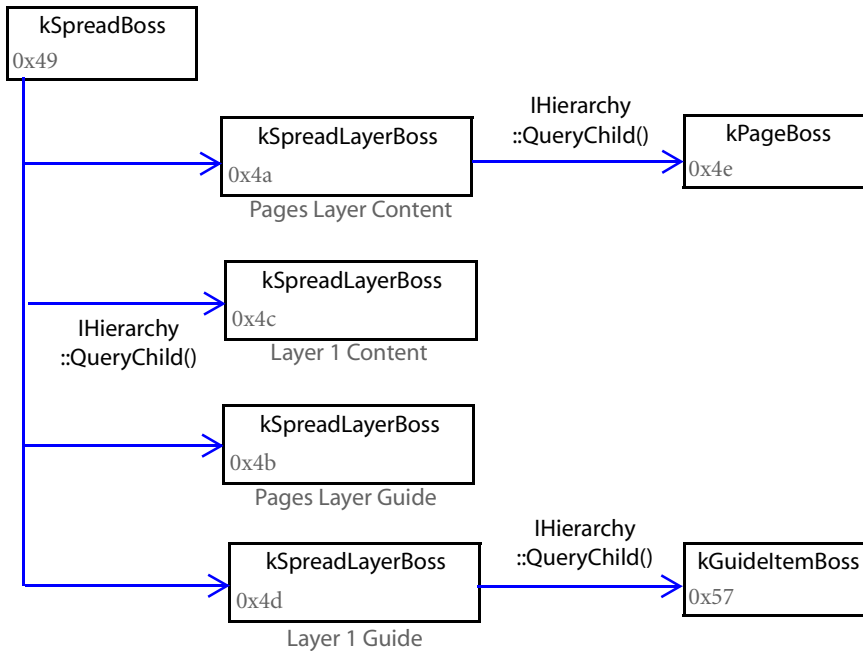 kSpreadBoss
0x49
IHierarchy
::QueryChild()
kSpreadLayerBoss
0x4a
Pages Layer Content
kPageBoss
0x4e
kSpreadLayerBoss
0x4c
Layer 1 Content
IHierarchy
::QueryChild()
kSpreadLayerBoss
0x4b
Pages Layer Guide
IHierarchy
::QueryChild()
kSpreadLayerBoss
0x4d
Layer 1 Guide
kGuideItemBoss
0x57